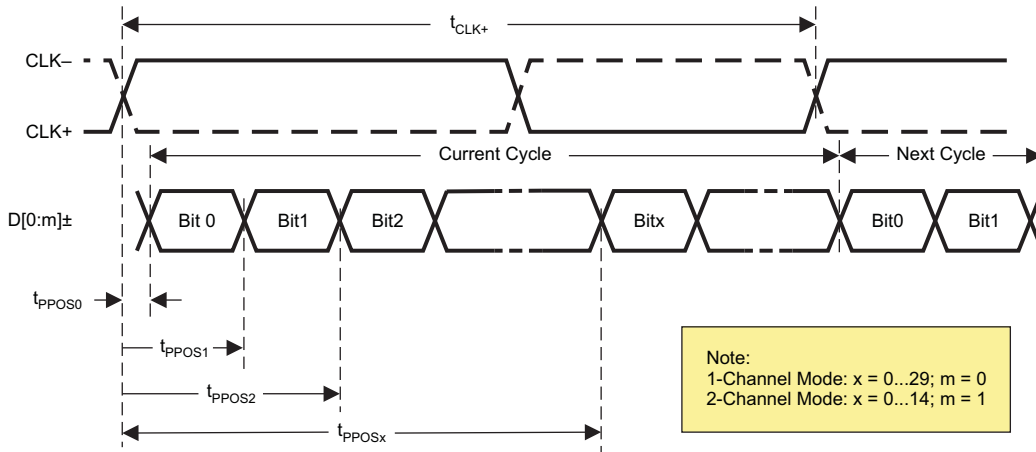 tCLK+
CLK–
CLK+
Current Cycle
Next Cycle
D[0:m]±
Bit 0
Bit1
Bit2
Bitx
Bit0
Bit1
tPPOS0
tPPOS1
tPPOS2
tPPOSx
Note:
1-Channel Mode: x = 0...29; m = 0
2-Channel Mode: x = 0...14; m = 1